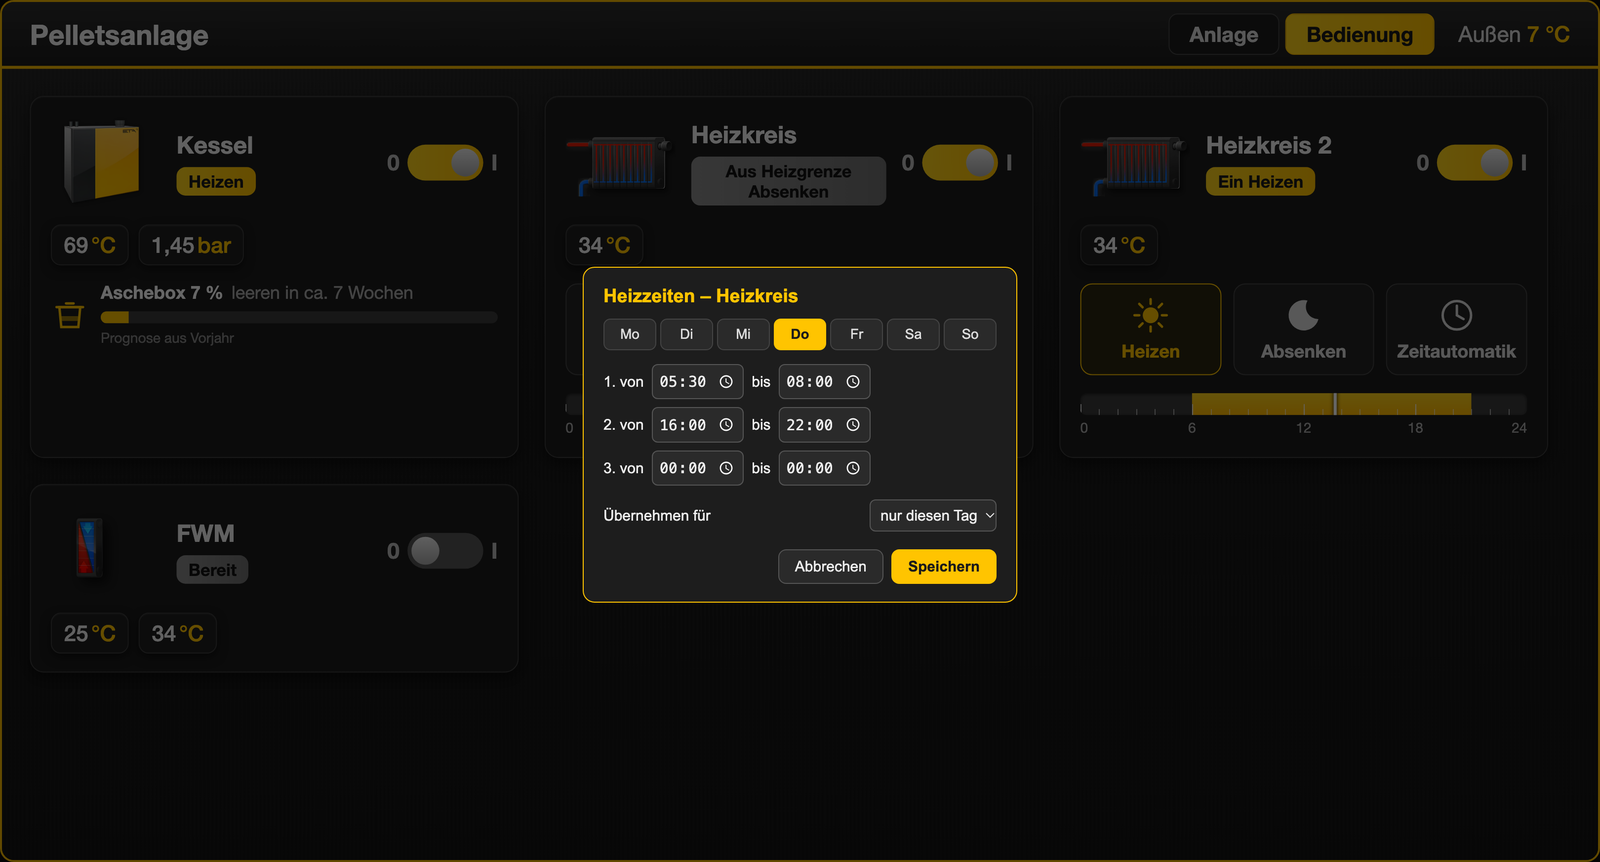 Pelletsanlage
Anlage
Bedienung
Außen 7 °C
Kessel
Heizen
0 I
69 °C
1,45 bar
Aschebox 7 % leeren in ca. 7 Wochen
Prognose aus Vorjahr
Heizkreis
Aus Heizgrenze
Absenken
0 I
34 °C
0
Heizkreis 2
Ein Heizen
0 I
34 °C
Heizen
Absenken
Zeitautomatik
0 6 12 18 24
Heizzeiten – Heizkreis
Mo Di Mi Do Fr Sa So
1. von 05:30 bis 08:00
2. von 16:00 bis 22:00
3. von 00:00 bis 00:00
Übernehmen für nur diesen Tag
Abbrechen Speichern
FWM
Bereit
0 I
25 °C
34 °C